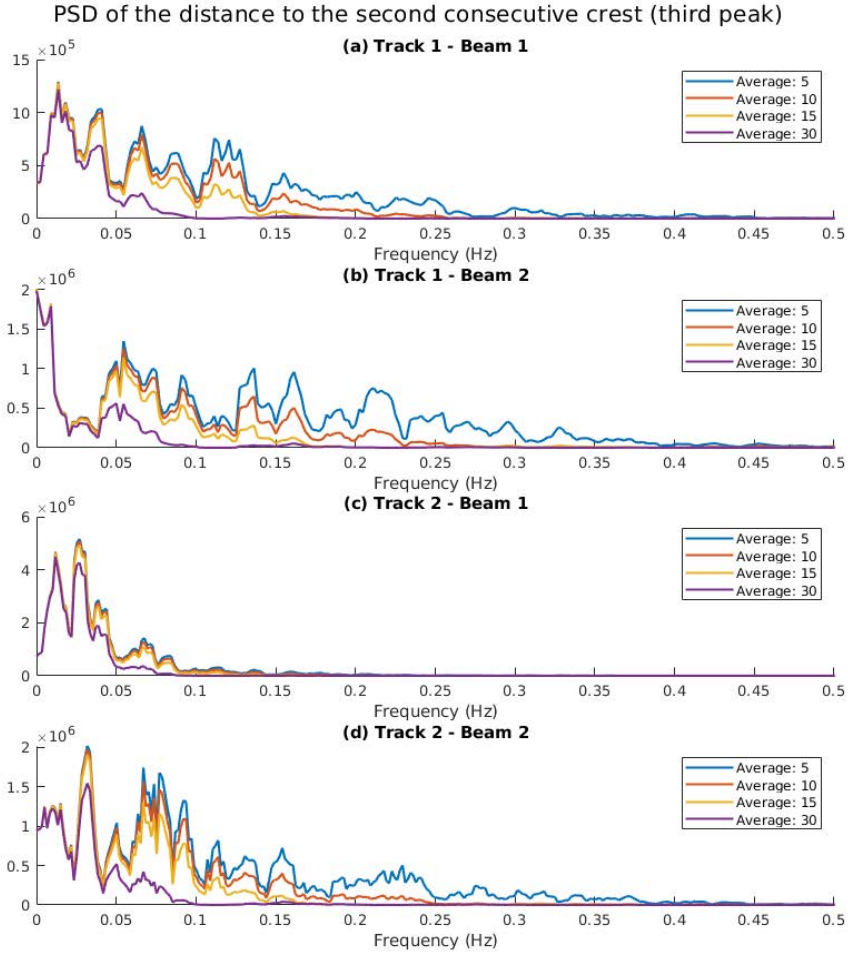 PSD of the distance to the second consecutive crest (third peak)
(a) Track 1 - Beam 1
×10^5
15
10
5
0
Average: 5
Average: 10
Average: 15
Average: 30
0 0.05 0.1 0.15 0.2 0.25 0.3 0.35 0.4 0.45 0.5
Frequency (Hz)
(b) Track 1 - Beam 2
×10^6
2
1.5
1
0.5
0
Average: 5
Average: 10
Average: 15
Average: 30
0 0.05 0.1 0.15 0.2 0.25 0.3 0.35 0.4 0.45 0.5
Frequency (Hz)
(c) Track 2 - Beam 1
×10^6
6
4
2
0
Average: 5
Average: 10
Average: 15
Average: 30
0 0.05 0.1 0.15 0.2 0.25 0.3 0.35 0.4 0.45 0.5
Frequency (Hz)
(d) Track 2 - Beam 2
×10^6
2
1.5
1
0.5
0
Average: 5
Average: 10
Average: 15
Average: 30
0 0.05 0.1 0.15 0.2 0.25 0.3 0.35 0.4 0.45 0.5
Frequency (Hz)